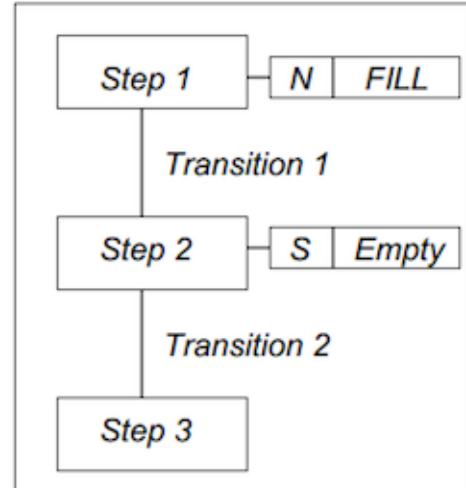 Step 1 N FILL
Transition 1
Step 2 S Empty
Transition 2
Step 3